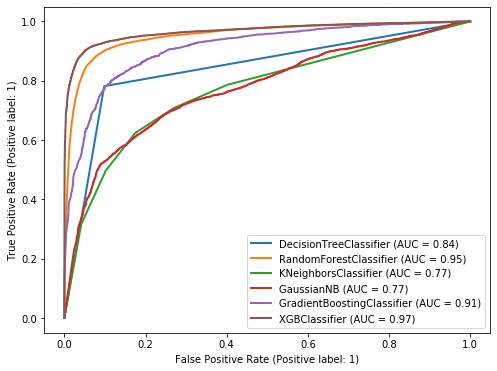 1.0
0.8
0.6
0.4
0.2
0.0
True Positive Rate (Positive label: 1)
DecisionTreeClassifier (AUC = 0.84)
RandomForestClassifier (AUC = 0.95)
KNeighborsClassifier (AUC = 0.77)
GaussianNB (AUC = 0.77)
GradientBoostingClassifier (AUC = 0.91)
XGBClassifier (AUC = 0.97)
0.0 0.2 0.4 0.6 0.8 1.0
False Positive Rate (Positive label: 1)